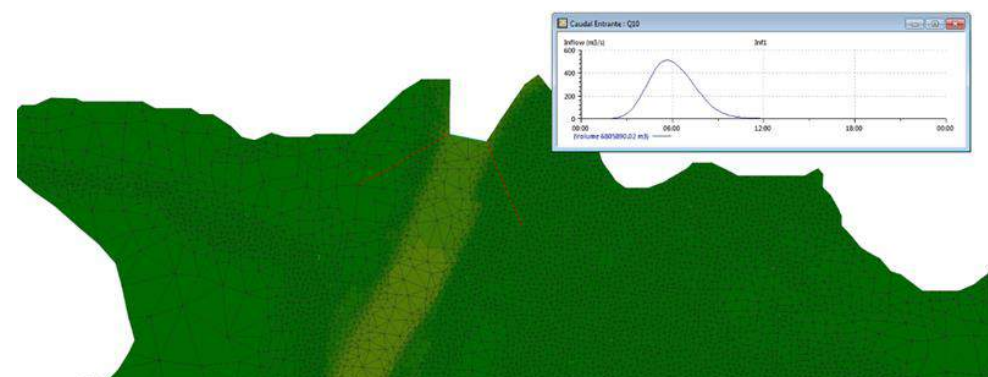 Caudal Entrante : Q10
Inflow (m3/s)
Inf1
600
400
200
0
00:00 06:00 12:00 18:00 00:00
(Volume 6805890.02 m3)